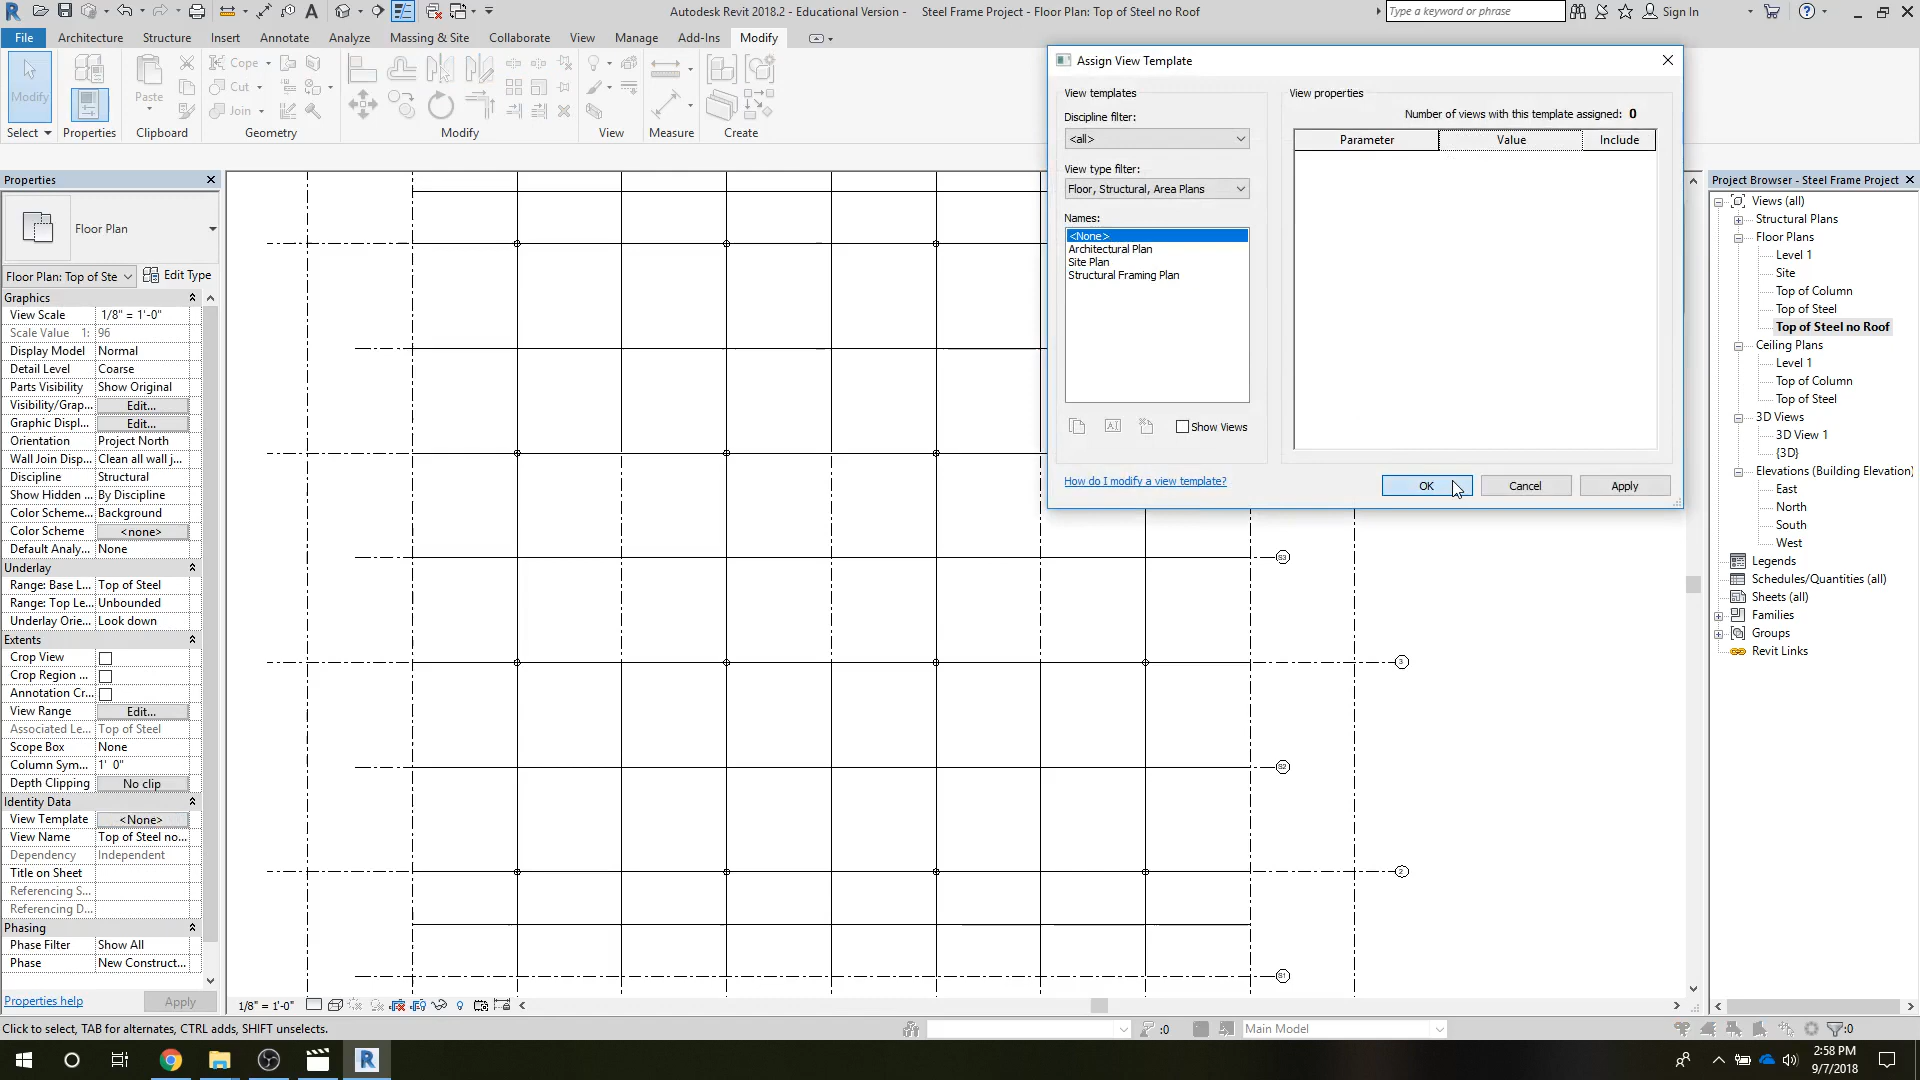 Autodesk Revit 2018.2 - Educational Version - Steel Frame Project - Floor Plan: Top of Steel no Roof
Type a keyword or phrase
Sign In
File Architecture Structure Insert Annotate Analyze Massing & Site Collaborate View Manage Add-Ins Modify
Modify
Paste
Cope
Cut
Join
Select Properties Clipboard Geometry Modify View Measure Create
Properties
Floor Plan
Floor Plan: Top of Ste Edit Type
Graphics
View Scale 1/8" = 1'-0"
Scale Value 1: 96
Display Model Normal
Detail Level Coarse
Parts Visibility Show Original
Visibility/Grap... Edit...
Graphic Displ... Edit...
Orientation Project North
Wall Join Disp... Clean all wall j...
Discipline Structural
Show Hidden ... By Discipline
Color Scheme... Background
Color Scheme <none>
Default Analy... None
Underlay
Range: Base L... Top of Steel
Range: Top Le... Unbounded
Underlay Orie... Look down
Extents
Crop View
Crop Region ...
Annotation Cr...
View Range Edit...
Associated Le... Top of Steel
Scope Box None
Column Sym... 1' 0"
Depth Clipping No clip
Identity Data
View Template <None>
View Name Top of Steel no...
Dependency Independent
Title on Sheet
Referencing S...
Referencing D...
Phasing
Phase Filter Show All
Phase New Construct...
Properties help Apply
S3
3
S2
2
S1
Assign View Template
View templates
Discipline filter:
<all>
View type filter:
Floor, Structural, Area Plans
Names:
<None>
Architectural Plan
Site Plan
Structural Framing Plan
Show Views
How do I modify a view template?
View properties
Number of views with this template assigned: 0
Parameter Value Include
OK Cancel Apply
Project Browser - Steel Frame Project
Views (all)
Structural Plans
Floor Plans
Level 1
Site
Top of Column
Top of Steel
Top of Steel no Roof
Ceiling Plans
Level 1
Top of Column
Top of Steel
3D Views
3D View 1
{3D}
Elevations (Building Elevation)
East
North
South
West
Legends
Schedules/Quantities (all)
Sheets (all)
Families
Groups
Revit Links
1/8" = 1'-0"
Click to select, TAB for alternates, CTRL adds, SHIFT unselects.
:0
Main Model
:0
2:58 PM
9/7/2018